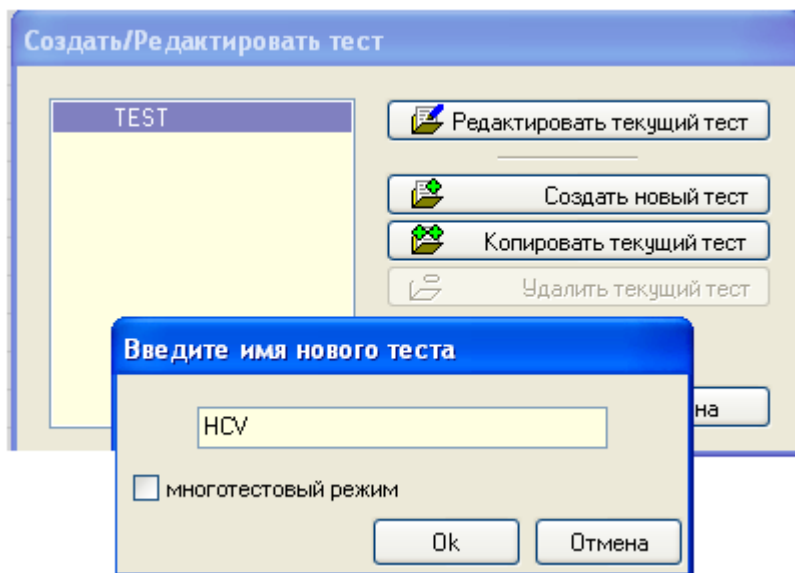 Создать/Редактировать тест
TEST
Редактировать текущий тест
Создать новый тест
Копировать текущий тест
Удалить текущий тест
Введите имя нового теста
на
HCV
многотестовый режим
Ok
Отмена